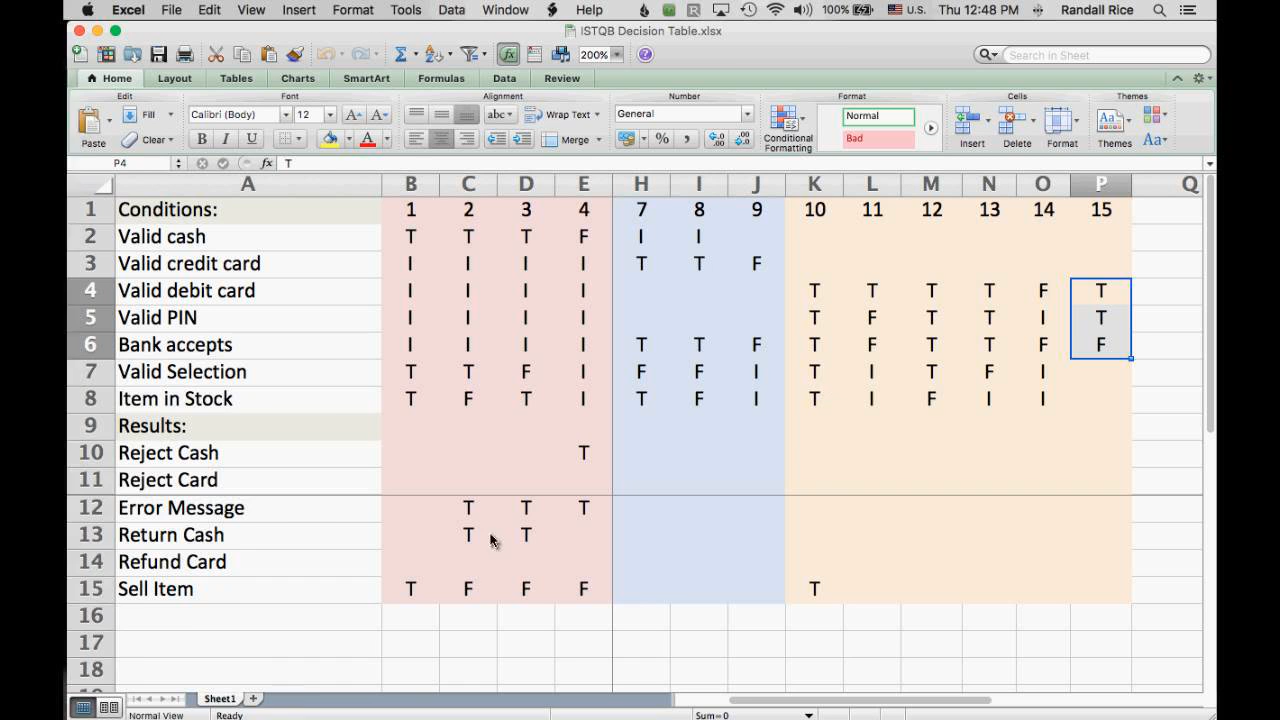 Excel File Edit View Insert Format Tools Data Window Help 100% U.S. Thu 12:48 PM Randall Rice
ISTQB Decision Table.xlsx
200% Search in Sheet
Home Layout Tables Charts SmartArt Formulas Data Review
Edit Font Alignment Number Format Cells Themes
Paste Fill Calibri (Body) 12 A A abc Wrap Text General Conditional Formatting Normal Insert Delete Format Aa Themes
Clear B I U A Merge % , Bad Aa
P4 fx T
A B C D E H I J K L M N O P Q
1 Conditions: 1 2 3 4 7 8 9 10 11 12 13 14 15
2 Valid cash T T T F I I
3 Valid credit card I I I I T T F
4 Valid debit card I I I I T T T T F T
5 Valid PIN I I I I T F T T I T
6 Bank accepts I I I I T T F T F T T F F
7 Valid Selection T T F I F F I T I T F I
8 Item in Stock T F T I T F I T I F I I
9 Results:
10 Reject Cash T
11 Reject Card
12 Error Message T T T
13 Return Cash T T
14 Refund Card
15 Sell Item T F F F T
16
17
18
Sheet1
Normal View Ready Sum=0